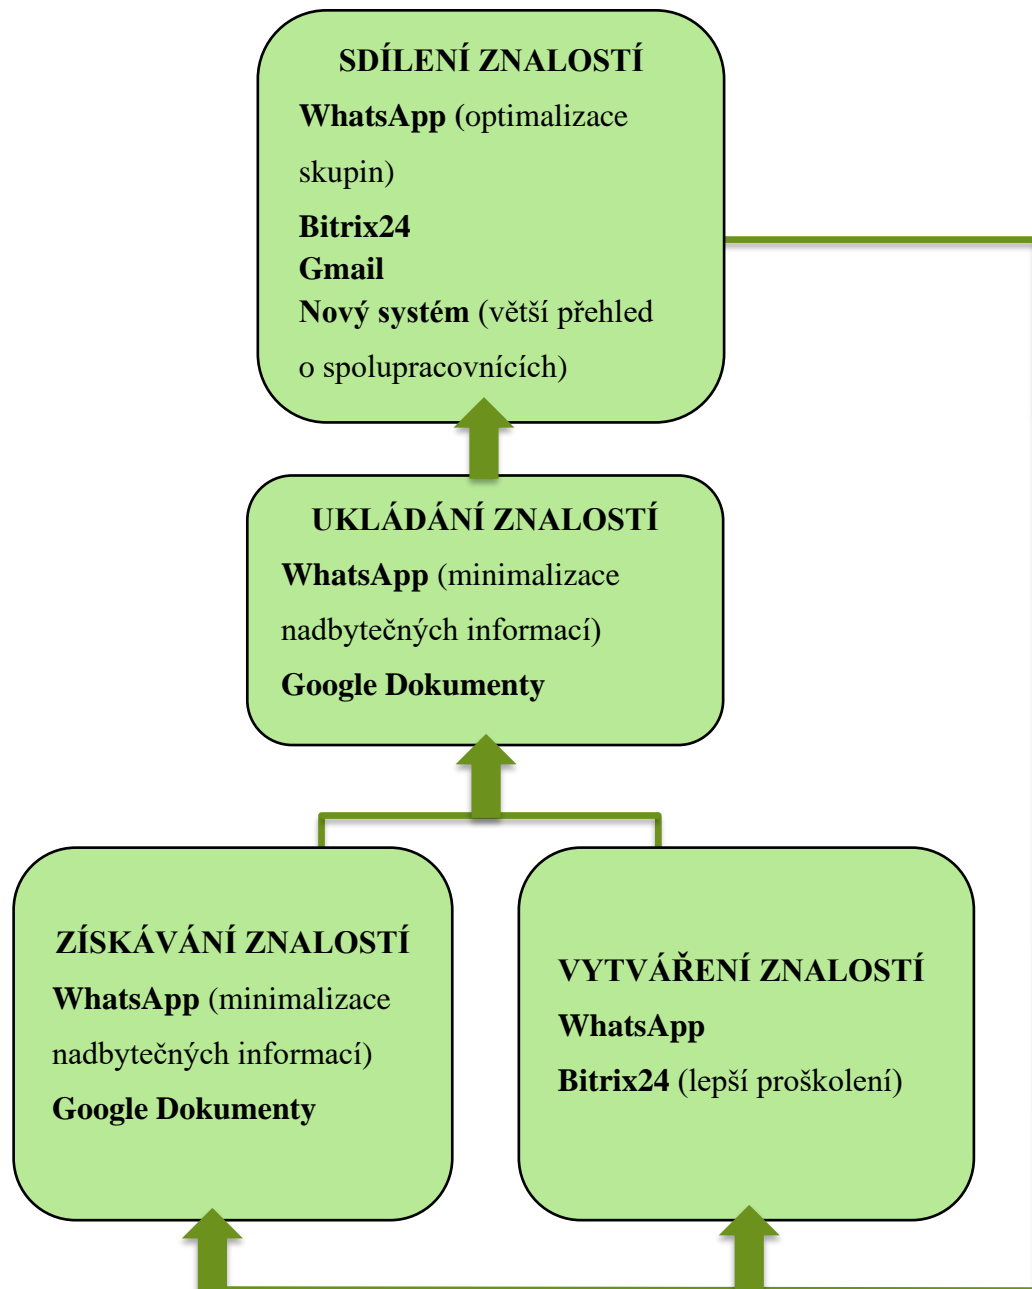 SDÍLENÍ ZNALOSTÍ
WhatsApp (optimalizace
skupin)
Bitrix24
Gmail
Nový systém (větší přehled
o spolupracovnících)
UKLÁDÁNÍ ZNALOSTÍ
WhatsApp (minimalizace
nadbytečných informací)
Google Dokumenty
ZÍSKÁVÁNÍ ZNALOSTÍ
WhatsApp (minimalizace
nadbytečných informací)
Google Dokumenty
VYTVÁŘENÍ ZNALOSTÍ
WhatsApp
Bitrix24 (lepší proškolení)